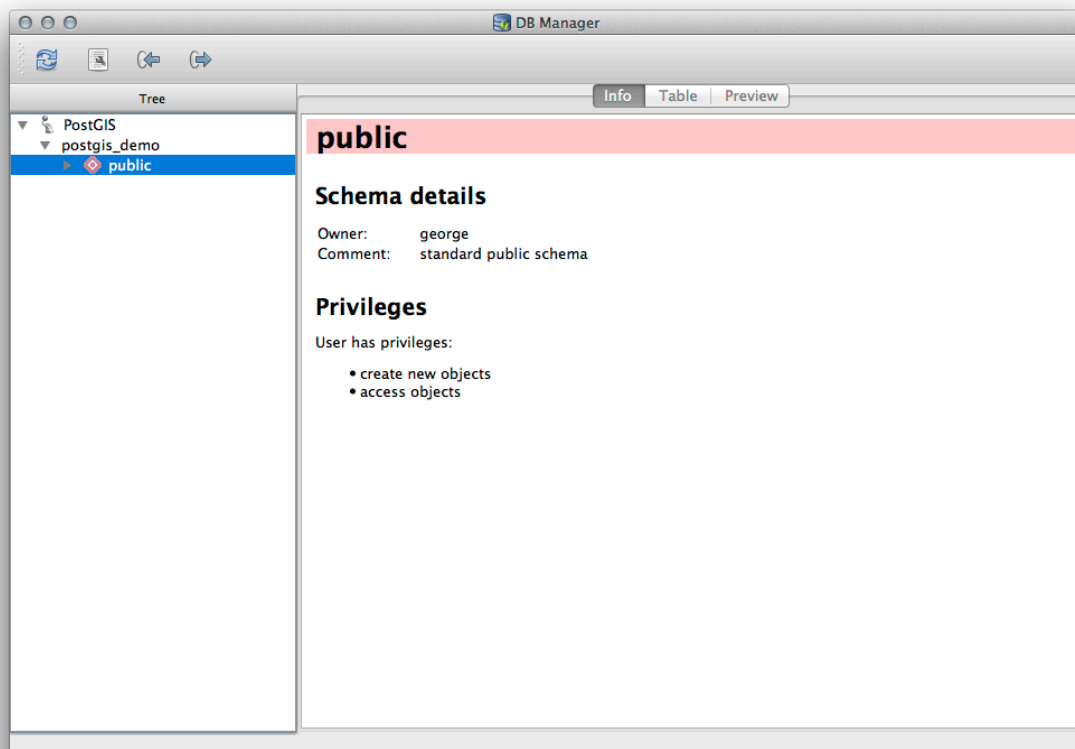 DB Manager
Tree
Info Table Preview
PostGIS
postgis_demo
public
public
Schema details
Owner: george
Comment: standard public schema
Privileges
User has privileges:
• create new objects
• access objects